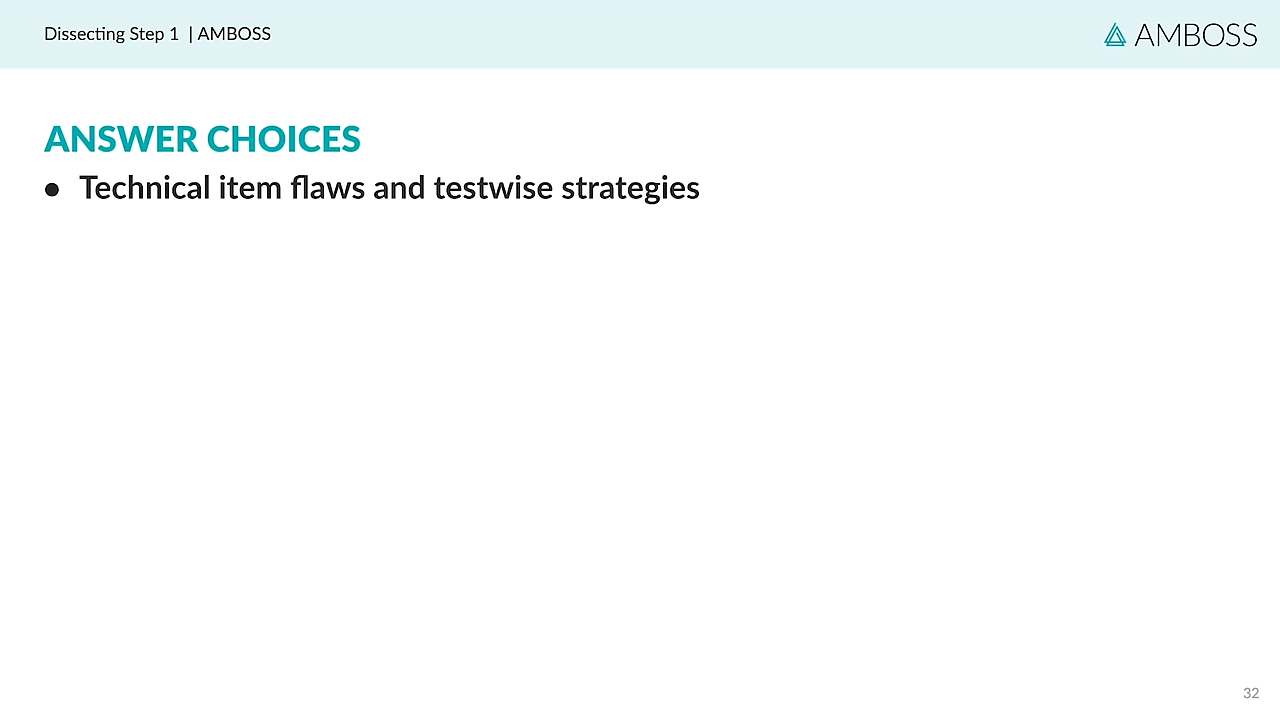 Dissecting Step 1 | AMBOSS
AMBOSS
ANSWER CHOICES
● Technical item flaws and testwise strategies
32